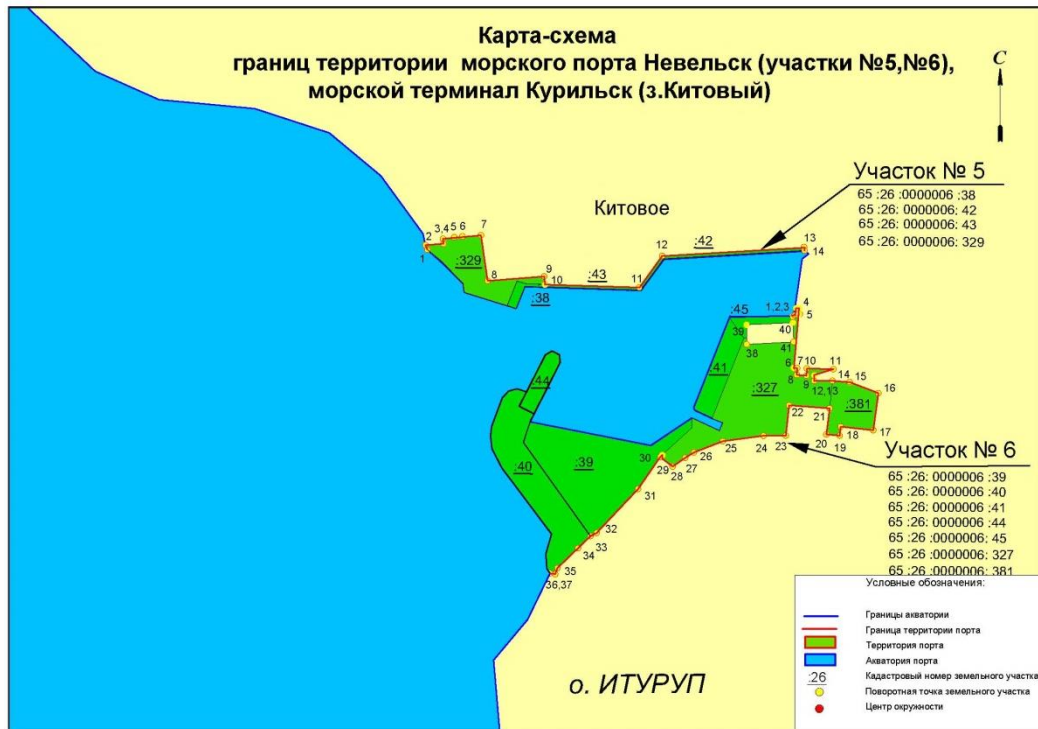 Карта-схема
границ территории морского порта Невельск (участки №5,№6),
морской терминал Курильск (з.Китовый)
С
Участок № 5
65 :26 :0000006 :38
65 :26: 0000006: 42
65 :26: 0000006: 43
65 :26: 0000006: 329
Китовое
:42
12
13
14
1
2
3,4
5
6
7
:329
8
9
10
:43
11
:38
:45
1,2,3
4
5
39
40
38
41
:41
6
7
10
11
8
9
12,13
14
15
16
:327
:381
:44
22
21
17
18
20
19
23
24
25
26
27
28
29
30
:40
:39
31
32
33
34
35
36,37
Участок № 6
65 :26: 0000006 :39
65 :26: 0000006 :40
65 :26: 0000006 :41
65 :26: 0000006 :44
65 :26: 0000006 :45
65 :26: 0000006: 327
65 :26: 0000006: 381
о. ИТУРУП
Условные обозначения:
Границы акватории
Граница территории порта
Территория порта
Акватория порта
:26 Кадастровый номер земельного участка
Поворотная точка земельного участка
Центр окружности